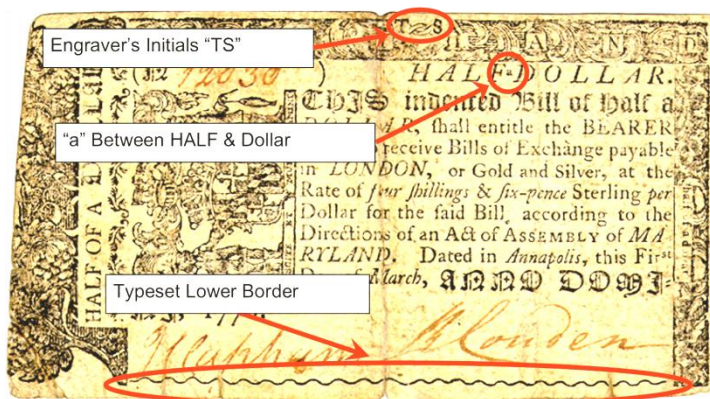 T S
Engraver's Initials "TS"
HALF DOLLAR.
THIS indented Bill of Half a
"a" Between HALF & Dollar
DOLLAR, shall entitle the BEARER
receive Bills of Exchange payable
in LONDON, or Gold and Silver, at the
Rate of four shillings & six-pence Sterling per
Dollar for the said Bill, according to the
Directions of an Act of ASSEMBLY of MA
RYLAND. Dated in Annapolis, this First
March, ANNO DOMI-
Typeset Lower Border
HALF OF A